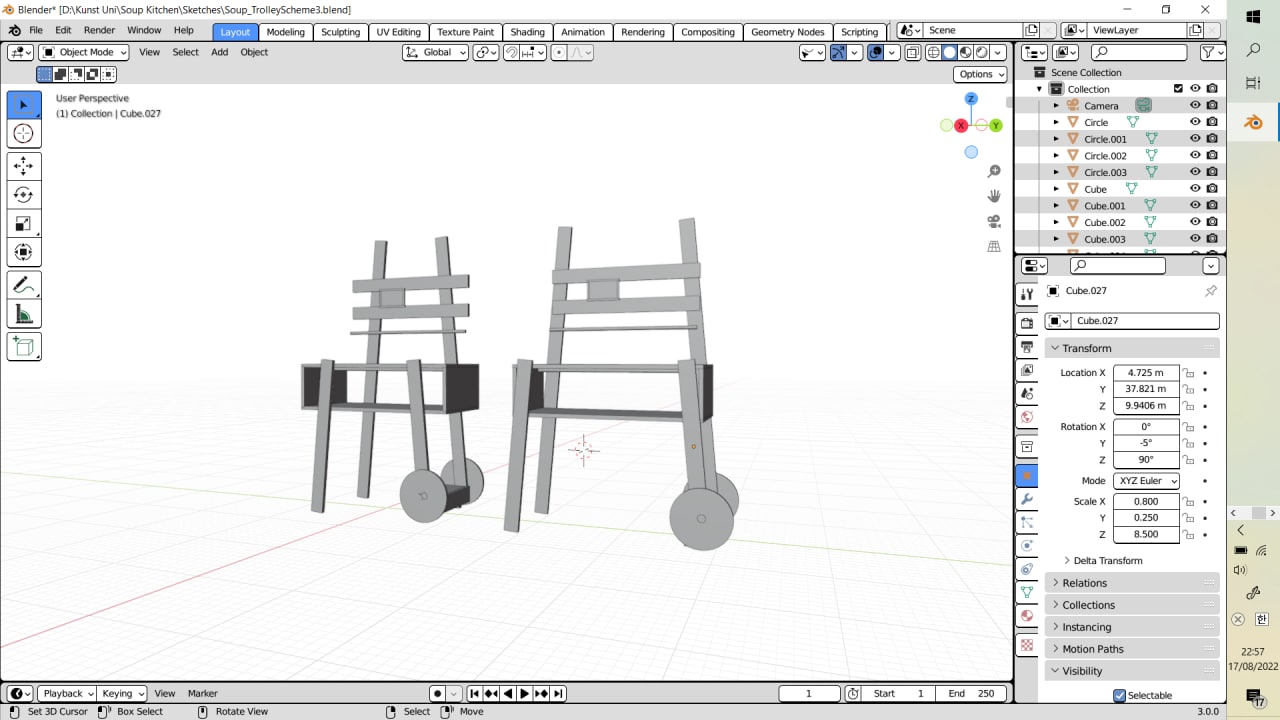 Blender* [D:\Kunst Uni\Soup Kitchen\Sketches\Soup_TrolleyScheme3.blend]
File Edit Render Window Help
Layout Modeling Sculpting UV Editing Texture Paint Shading Animation Rendering Compositing Geometry Nodes Scripting
Scene
ViewLayer
Object Mode View Select Add Object
Global
Options
User Perspective
(1) Collection | Cube.027
Z
X
Y
Scene Collection
Collection
Camera
Circle
Circle.001
Circle.002
Circle.003
Cube
Cube.001
Cube.002
Cube.003
Cube.027
Cube.027
Transform
Location X 4.725 m
Y 37.821 m
Z 9.9406 m
Rotation X 0°
Y -5°
Z 90°
Mode XYZ Euler
Scale X 0.800
Y 0.250
Z 8.500
Delta Transform
Relations
Collections
Instancing
Motion Paths
Visibility
Selectable
Playback Keying View Marker
1
Start 1
End 250
Set 3D Cursor Box Select Rotate View Select Move
3.0.0
한
22:57
17/08/2022
17